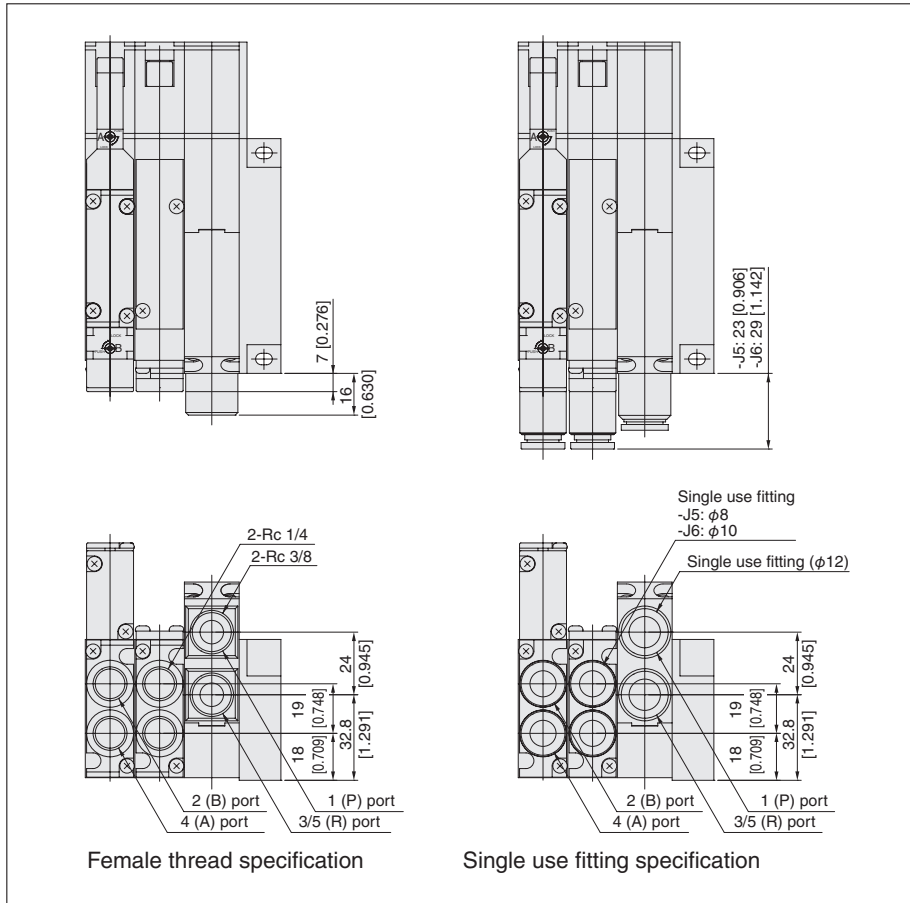 A
LOCK
B
7 [0.276]
16
[0.630]
A
LOCK
B
-J5: 23 [0.906]
-J6: 29 [1.142]
2-Rc 1/4
2-Rc 3/8
24
[0.945]
19
[0.748]
32.8
[1.291]
18
[0.709]
2 (B) port
4 (A) port
1 (P) port
3/5 (R) port
Female thread specification
Single use fitting
-J5: φ8
-J6: φ10
Single use fitting (φ12)
24
[0.945]
19
[0.748]
32.8
[1.291]
18
[0.709]
2 (B) port
4 (A) port
1 (P) port
3/5 (R) port
Single use fitting specification